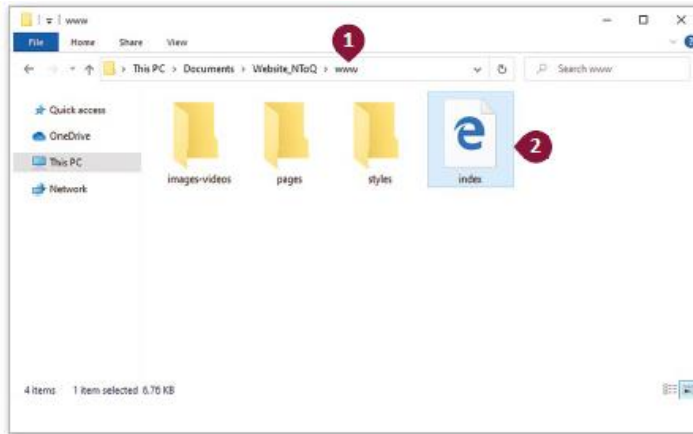 www
File Home Share View
1
This PC > Documents > Website_NToQ > www
Search www
Quick access
OneDrive
This PC
Network
images-videos
pages
styles
index
2
4 items 1 item selected 6.76 KB